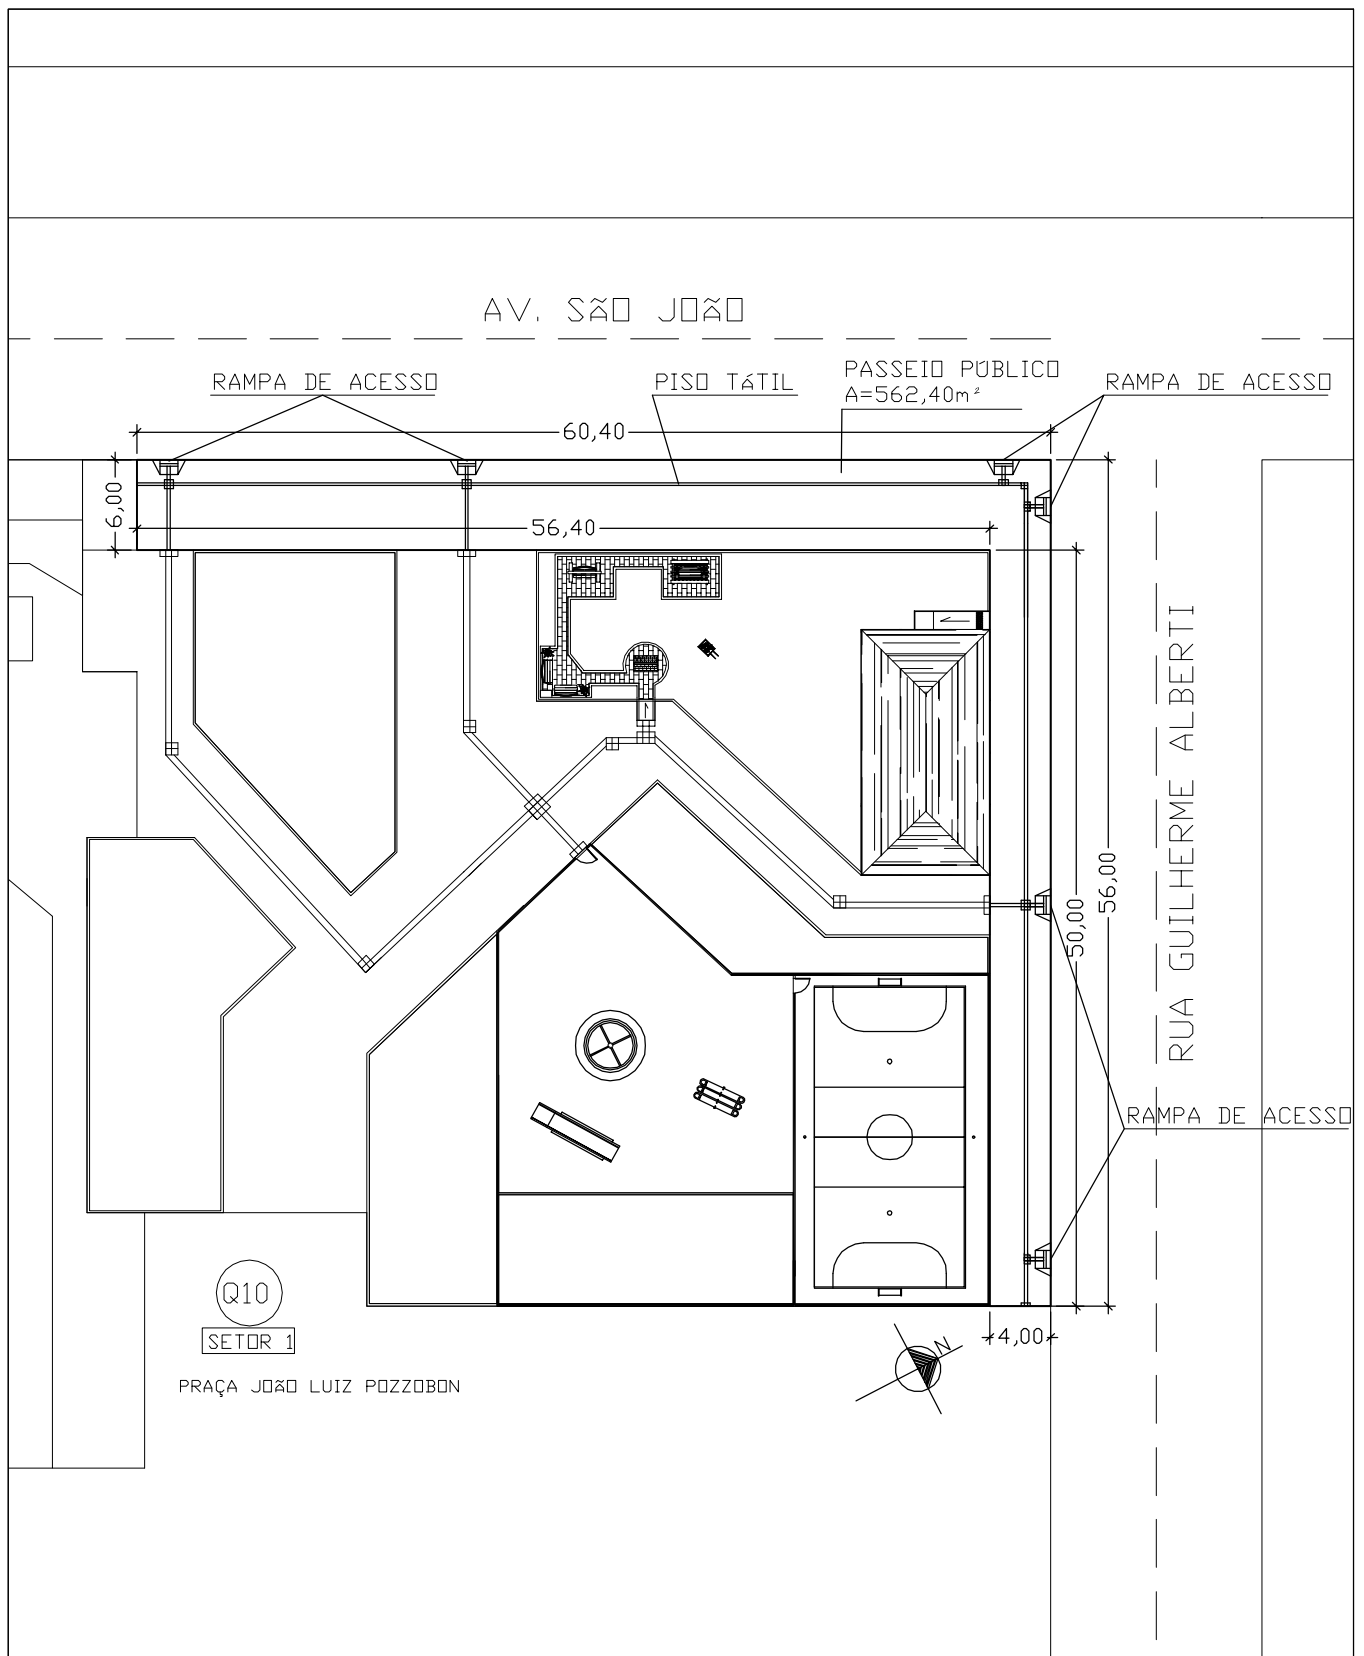 AV. SÃO JOÃO
RAMPA DE ACESSO
PISO TÁTIL
PASSEIO PÚBLICO
A=562,40m²
RAMPA DE ACESSO
60,40
6,00
56,40
RUA GUILHERME ALBERTI
50,00
56,00
RAMPA DE ACESSO
Q10
SETOR 1
4,00
N
PRAÇA JOÃO LUIZ POZZOBON